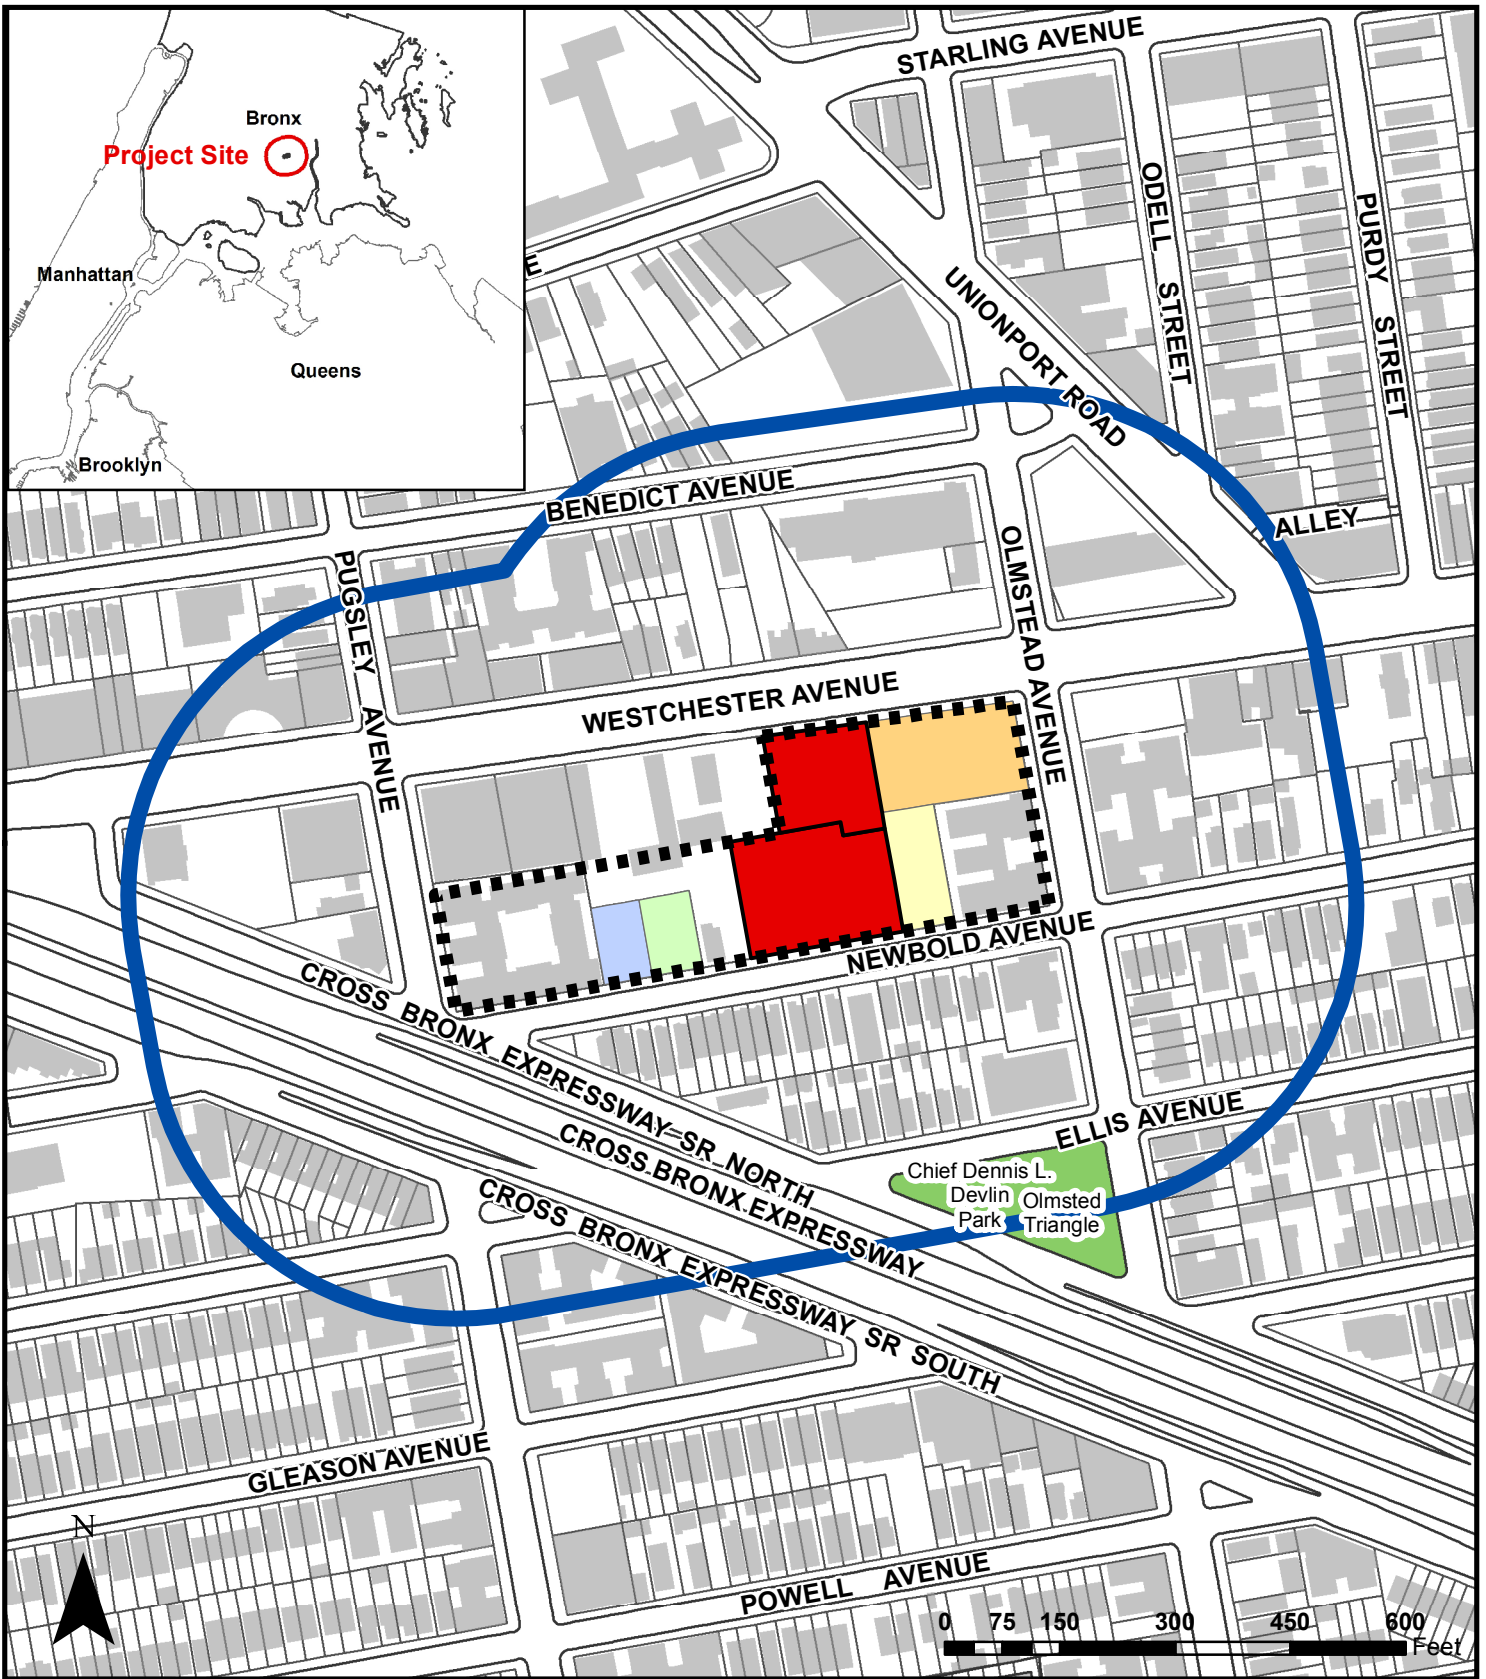 STARLING AVENUE
Bronx
Project Site
Manhattan
Queens
Brooklyn
E
ODELL STREET
PURDY STREET
UNIONPORT ROAD
BENEDICT AVENUE
ALLEY
PUGSLEY AVENUE
OLMSTEAD AVENUE
WESTCHESTER AVENUE
NEWBOLD AVENUE
CROSS BRONX EXPRESSWAY SR NORTH
CROSS BRONX EXPRESSWAY
CROSS BRONX EXPRESSWAY SR SOUTH
ELLIS AVENUE
Chief Dennis L.
Devlin
Park
Olmsted
Triangle
GLEASON AVENUE
N
POWELL AVENUE
0 75 150 300 450 600
Feet